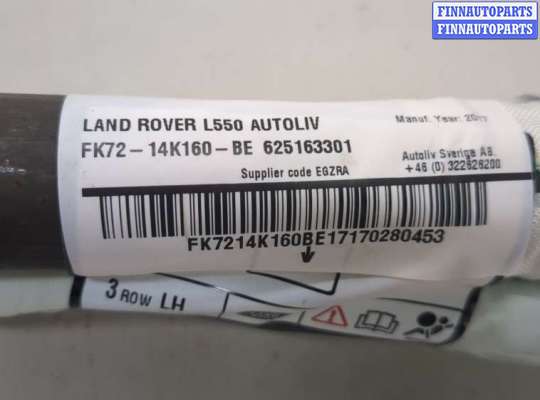 FINNAUTOPARTS
FINNAUTOPARTS
LAND ROVER L550 AUTOLIV
Manuf. Year:
FK72-14K160-BE 625163301
Autoliv Sverige AB.
Supplier code EGZRA
+46 (0) 322626200
FK7214K160BE17170280453
3 ROW LH